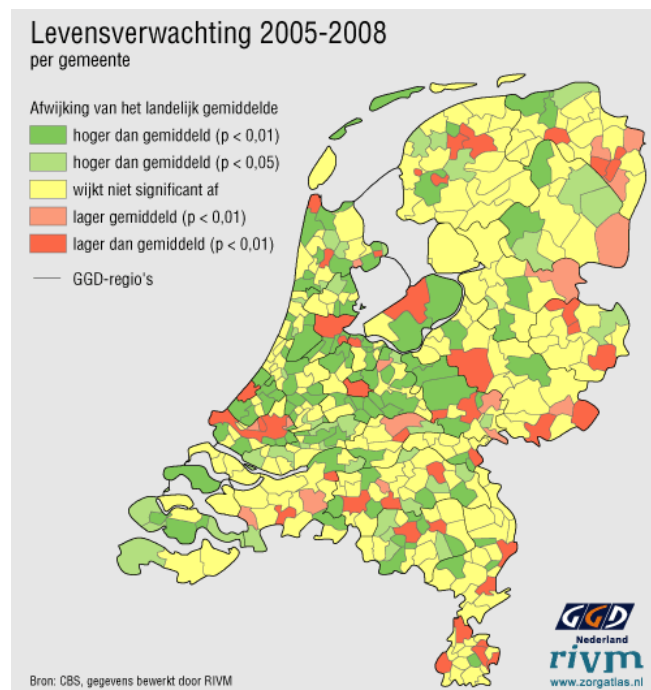 Levensverwachting 2005-2008
per gemeente
Afwijking van het landelijk gemiddelde
hoger dan gemiddeld (p < 0,01)
hoger dan gemiddeld (p < 0,05)
wijkt niet significant af
lager gemiddeld (p < 0,01)
lager dan gemiddeld (p < 0,01)
GGD-regio's
GGD
Nederland
rivm
Bron: CBS, gegevens bewerkt door RIVM
www.zorgatlas.nl